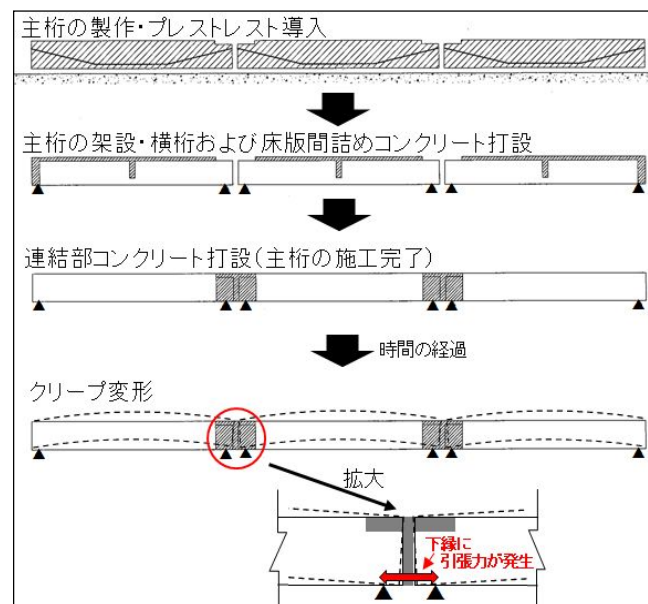 主桁の製作・プレストレスト導入
主桁の架設・横桁および床版間詰めコンクリート打設
連結部コンクリート打設(主桁の施工完了)
時間の経過
クリープ変形
拡大
下縁に
引張力が発生